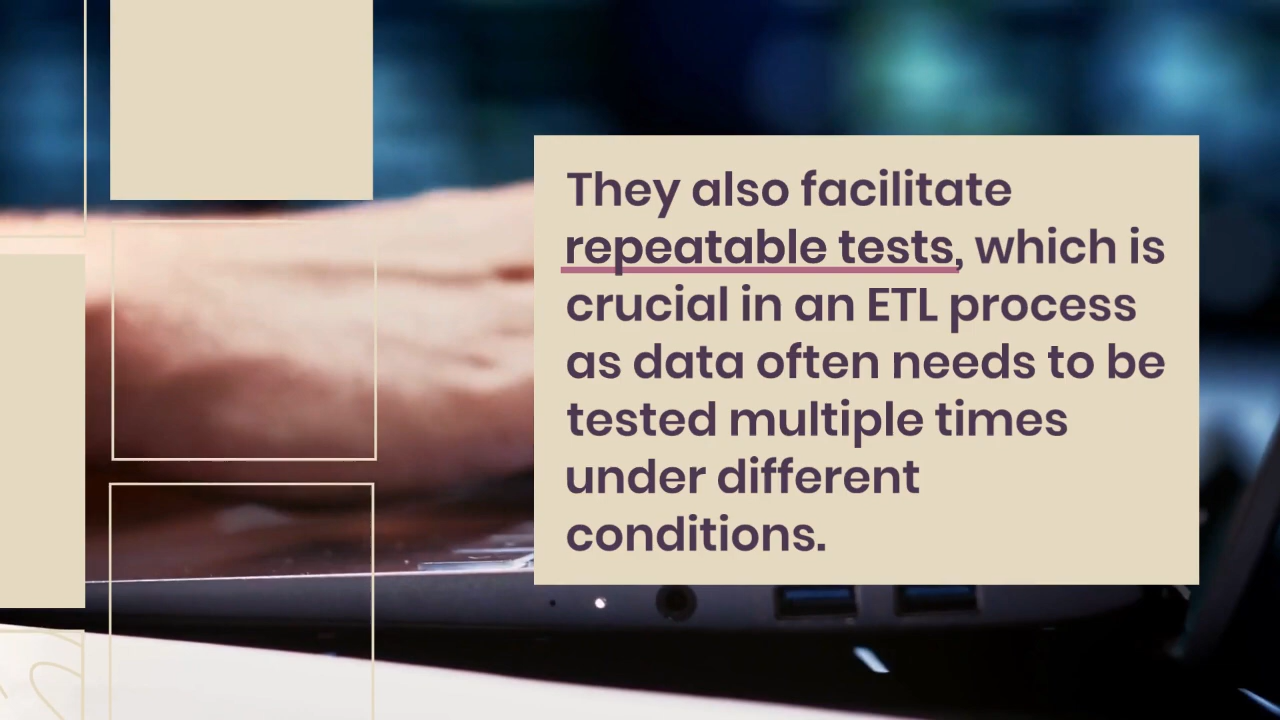 They also facilitate
repeatable tests, which is
crucial in an ETL process
as data often needs to be
tested multiple times
under different
conditions.